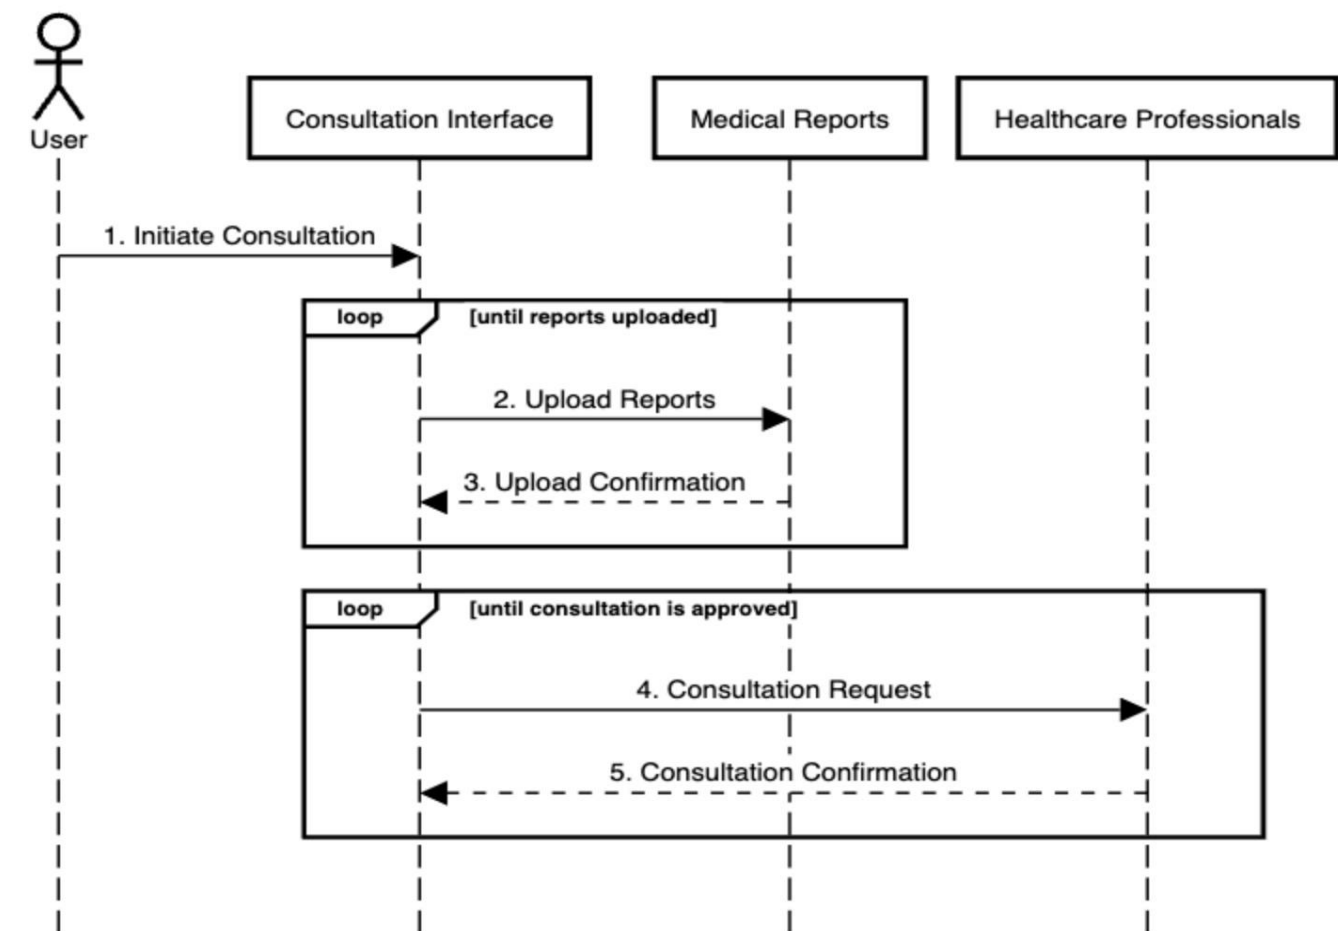 User
Consultation Interface
Medical Reports
Healthcare Professionals
1. Initiate Consultation
loop
[until reports uploaded]
2. Upload Reports
3. Upload Confirmation
loop
[until consultation is approved]
4. Consultation Request
5. Consultation Confirmation